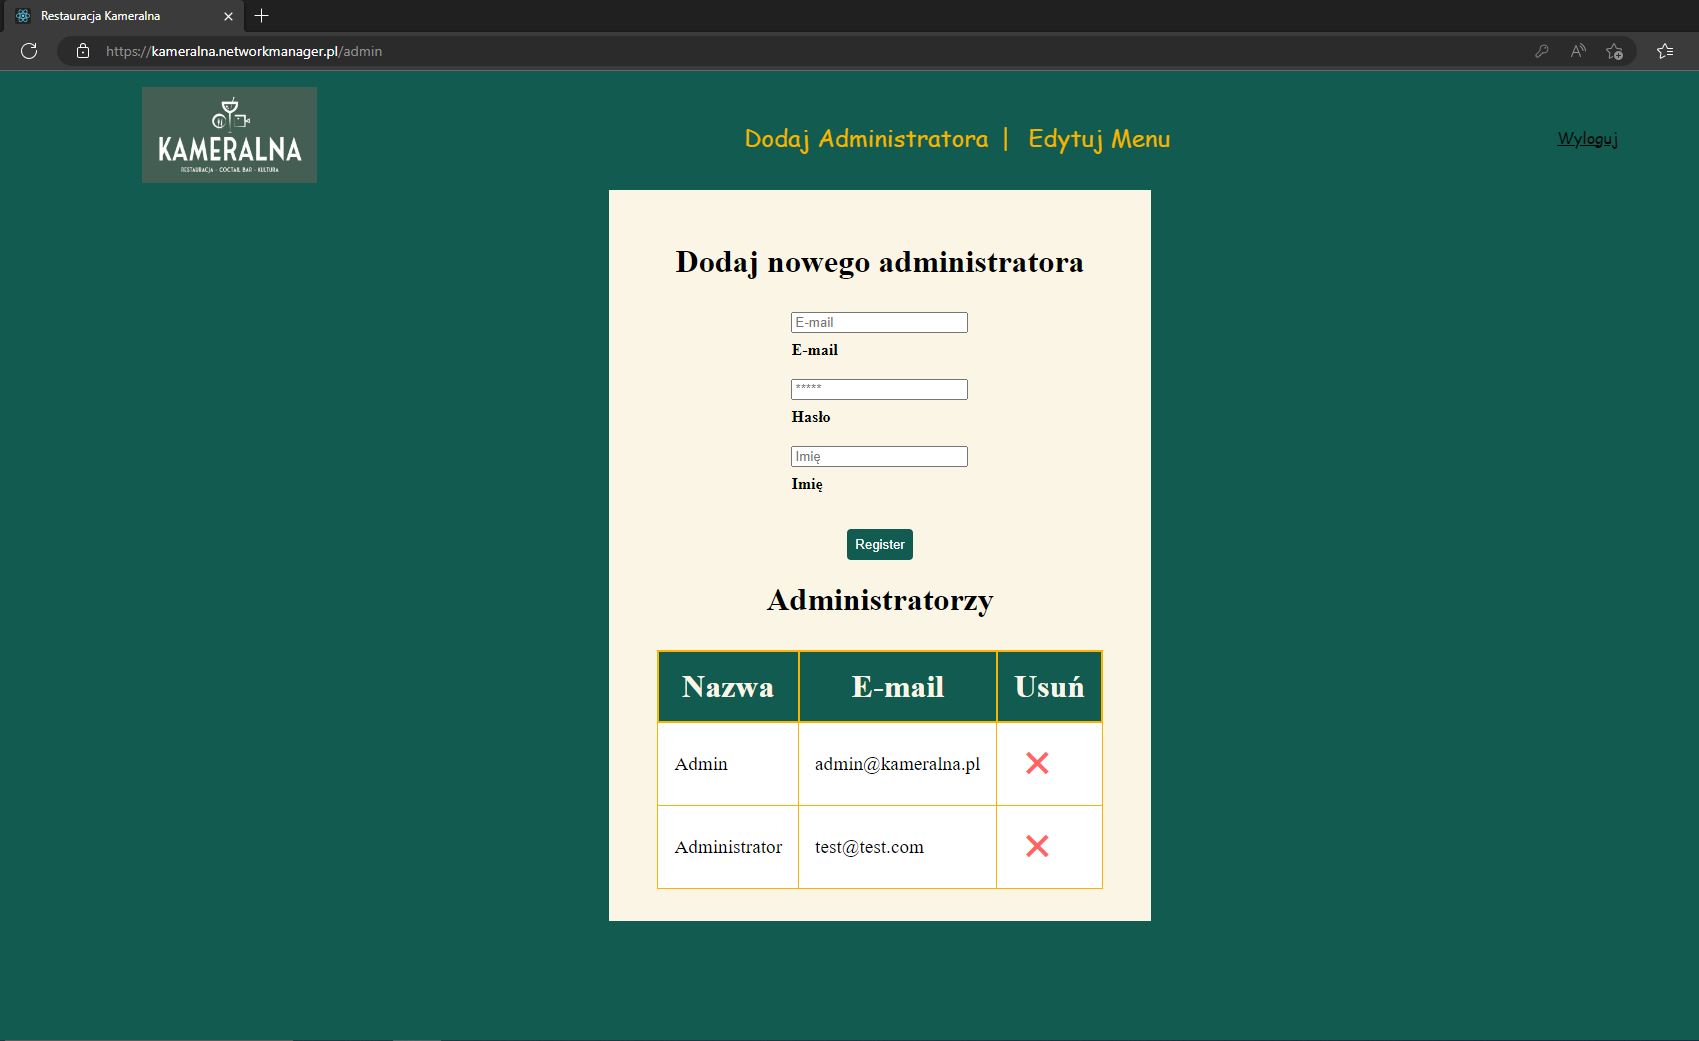 Restauracja Kameralna
https://kameralna.networkmanager.pl/admin
KAMERALNA
RESTAURACJA - COCTAIL BAR - KULTURA
Dodaj Administratora | Edytuj Menu
Wyloguj
Dodaj nowego administratora
E-mail
E-mail
*****
Hasło
Imię
Imię
Register
Administratorzy
Nazwa E-mail Usuń
Admin admin@kameralna.pl
Administrator test@test.com